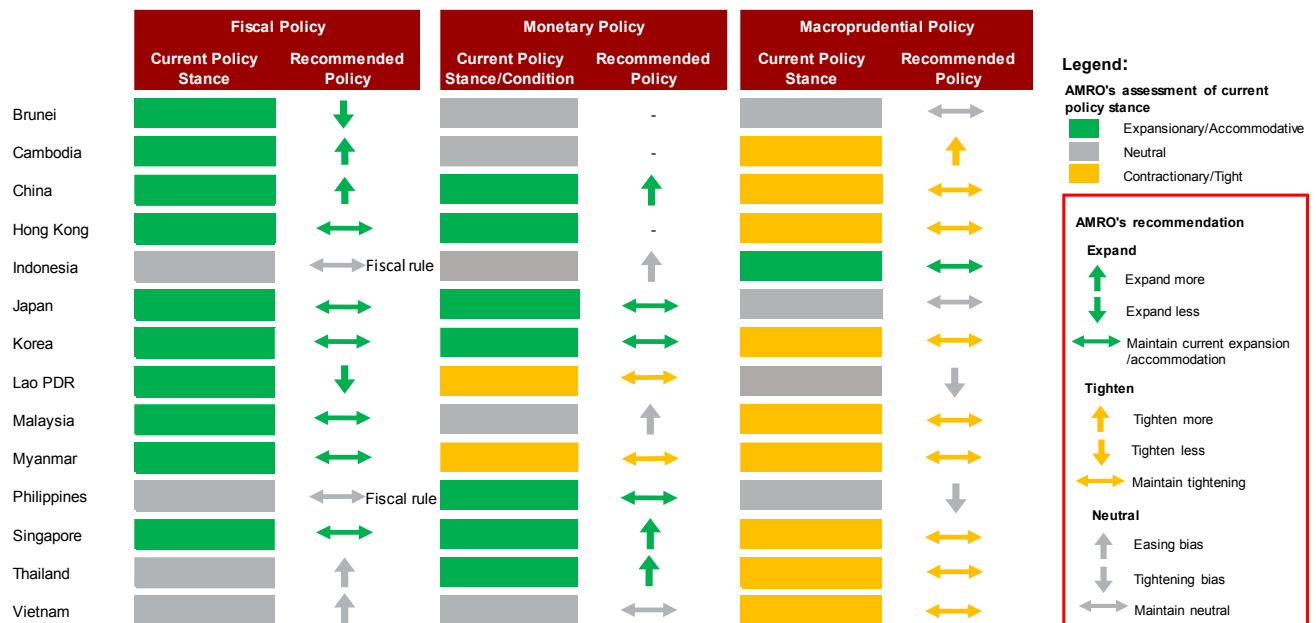 Fiscal Policy
Monetary Policy
Macroprudential Policy
Current Policy
Stance
Recommended
Policy
Current Policy
Stance/Condition
Recommended
Policy
Current Policy
Stance
Recommended
Policy
Brunei
-
Cambodia
-
China
Hong Kong
-
Indonesia
Fiscal rule
Japan
Korea
Lao PDR
Malaysia
Myanmar
Philippines
Fiscal rule
Singapore
Thailand
Vietnam
Legend:
AMRO's assessment of current
policy stance
Expansionary/Accommodative
Neutral
Contractionary/Tight
AMRO's recommendation
Expand
Expand more
Expand less
Maintain current expansion
/accommodation
Tighten
Tighten more
Tighten less
Maintain tightening
Neutral
Easing bias
Tightening bias
Maintain neutral